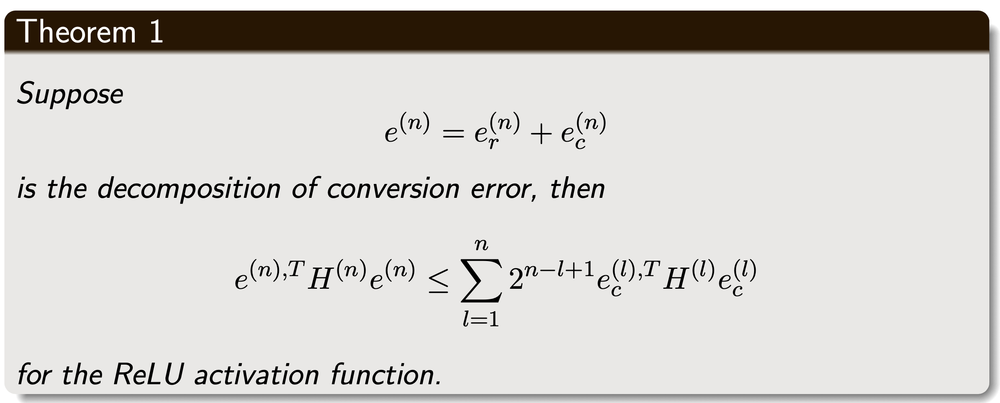 Theorem 1
Suppose
$e^{(n)} = e_r^{(n)} + e_c^{(n)}$
is the decomposition of conversion error, then
$e^{(n),T} H^{(n)} e^{(n)} \leq \sum_{l=1}^{n} 2^{n-l+1} e_c^{(l),T} H^{(l)} e_c^{(l)}$
for the ReLU activation function.